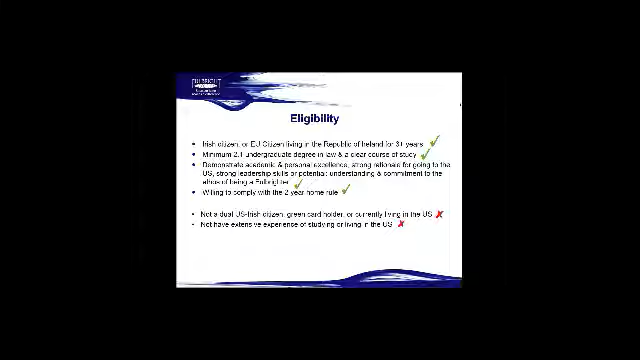 FULBRIGHT
Eligibility
Irish citizen, or EU Citizen living in the Republic of Ireland for 3+ years
Minimum 2.1 undergraduate degree in law & a clear course of study
Demonstrate academic & personal excellence, strong rationale for going to the
US, strong leadership skills or potential, understanding & commitment to the
ethos of being a Fulbrighter
Willing to comply with the 2 year home rule
Not a dual US-Irish citizen, green card holder, or currently living in the US
Not have extensive experience of studying or living in the US